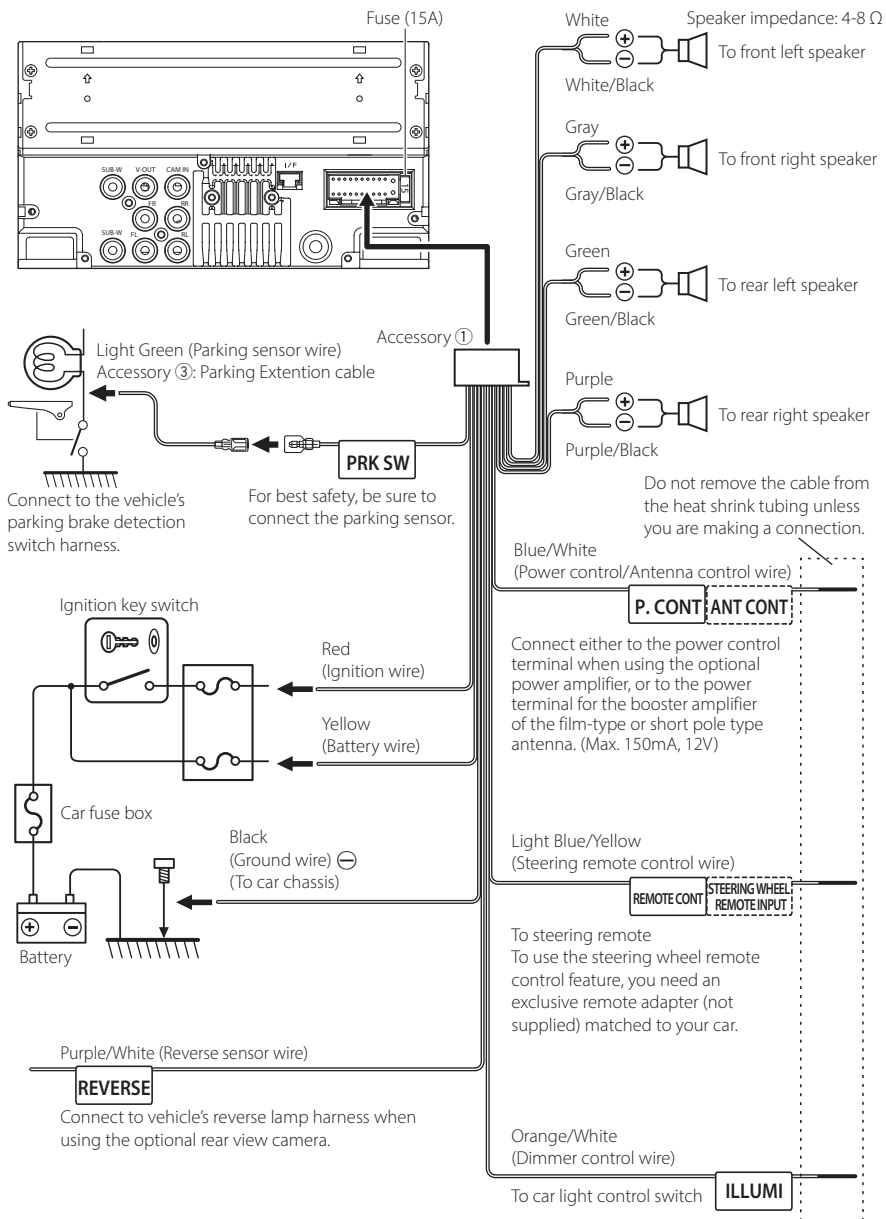 Fuse (15A)
White
Speaker impedance: 4-8 Ω
To front left speaker
White/Black
Gray
To front right speaker
Gray/Black
SUB-W
V-OUT
CAM IN
I/F
15
FR
RR
SUB-W
FL
RL
Green
To rear left speaker
Green/Black
Accessory ①
Light Green (Parking sensor wire)
Accessory ③: Parking Extention cable
Purple
To rear right speaker
Purple/Black
PRK SW
Connect to the vehicle's
parking brake detection
switch harness.
For best safety, be sure to
connect the parking sensor.
Do not remove the cable from
the heat shrink tubing unless
you are making a connection.
Blue/White
(Power control/Antenna control wire)
P. CONT
ANT CONT
Connect either to the power control
terminal when using the optional
power amplifier, or to the power
terminal for the booster amplifier
of the film-type or short pole type
antenna. (Max. 150mA, 12V)
Ignition key switch
Red
(Ignition wire)
Yellow
(Battery wire)
Car fuse box
Black
(Ground wire) ⊖
(To car chassis)
Battery
Light Blue/Yellow
(Steering remote control wire)
REMOTE CONT
STEERING WHEEL
REMOTE INPUT
To steering remote
To use the steering wheel remote
control feature, you need an
exclusive remote adapter (not
supplied) matched to your car.
Purple/White (Reverse sensor wire)
REVERSE
Connect to vehicle's reverse lamp harness when
using the optional rear view camera.
Orange/White
(Dimmer control wire)
To car light control switch
ILLUMI